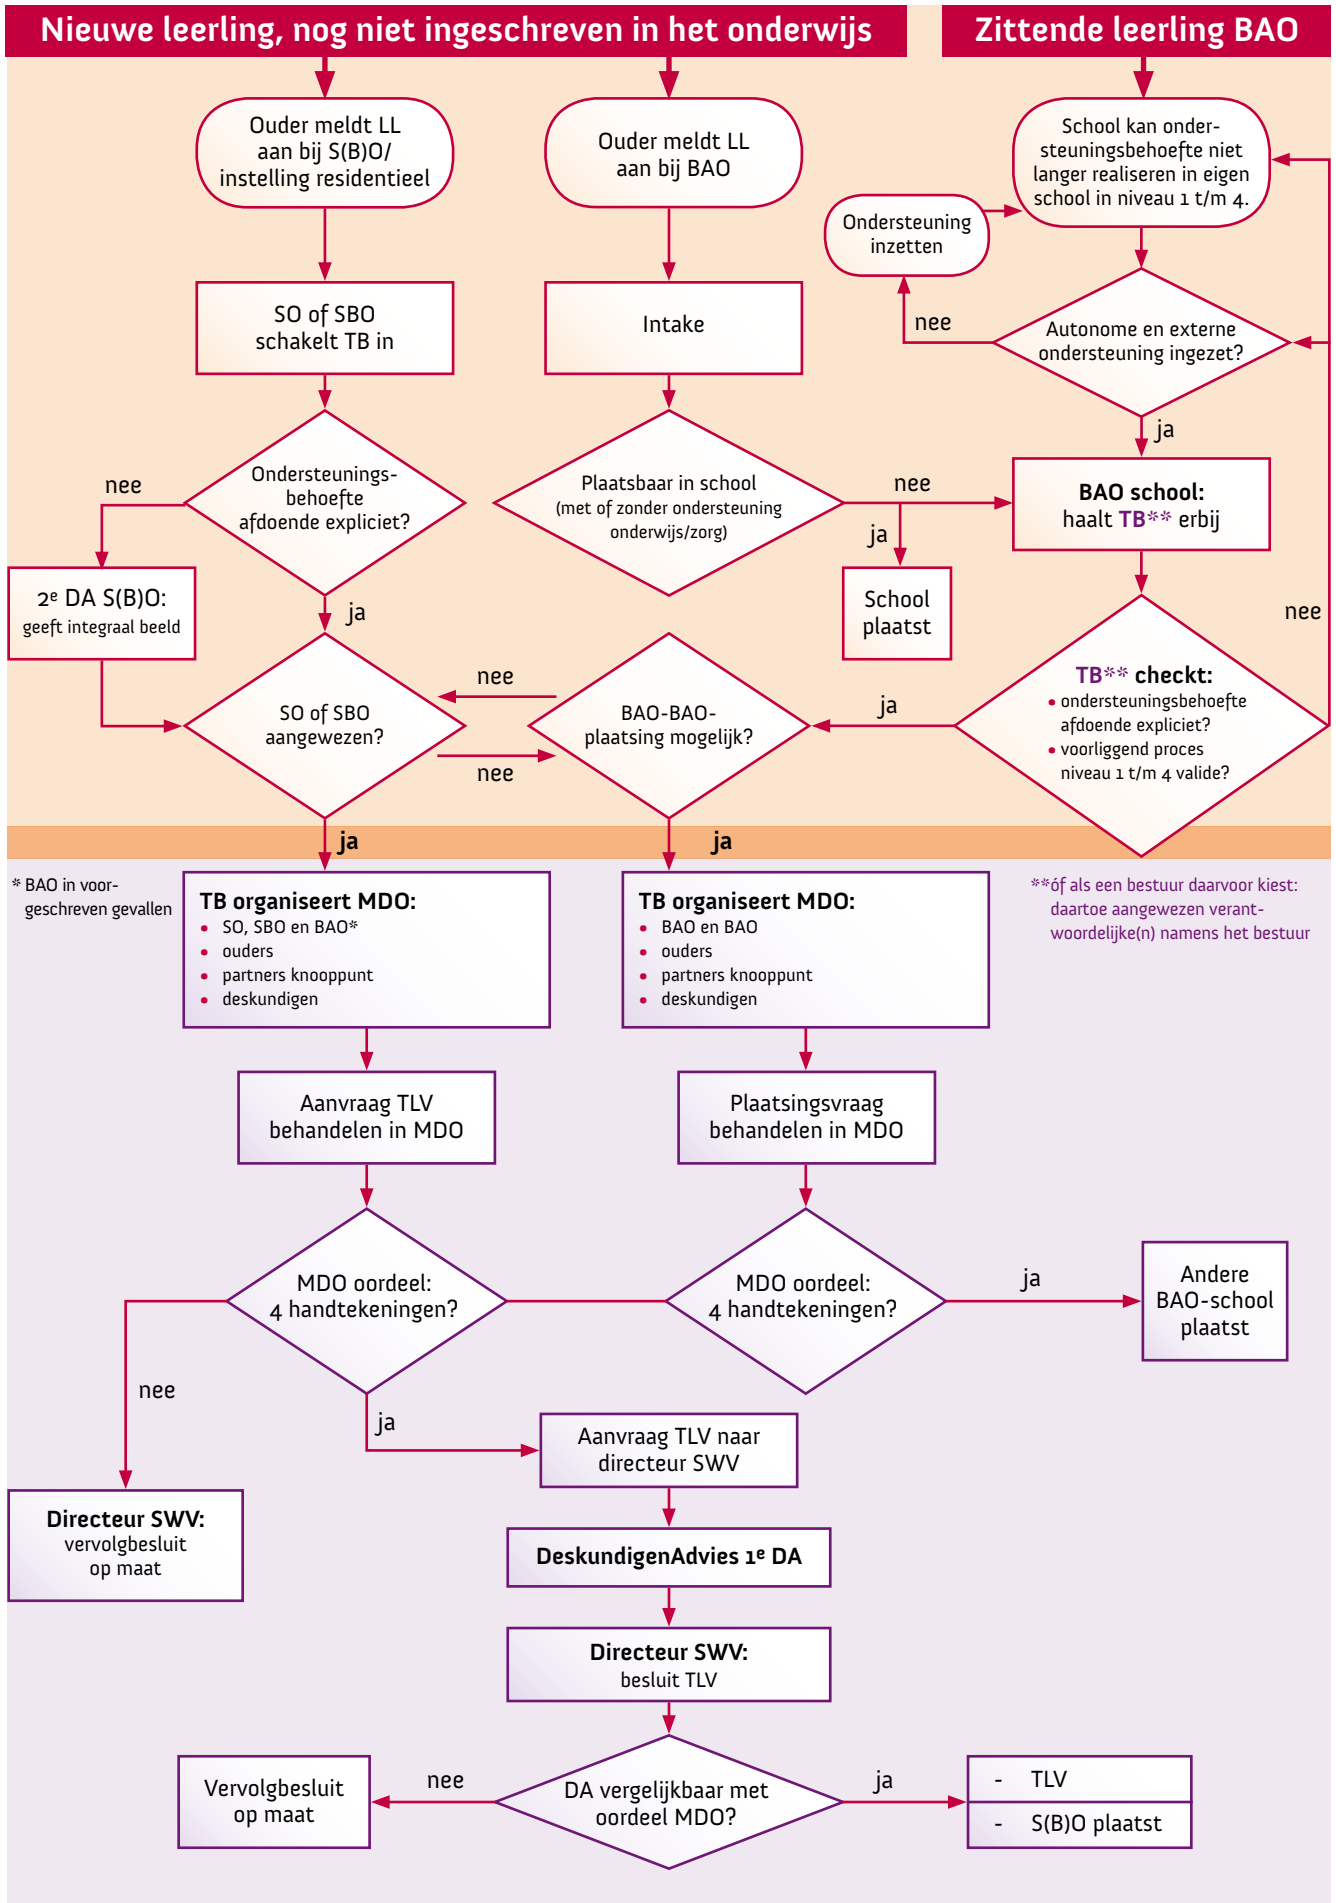 Nieuwe leerling, nog niet ingeschreven in het onderwijs
Zittende leerling BAO
Ouder meldt LL
aan bij S(B)O/
instelling residentieel
Ouder meldt LL
aan bij BAO
School kan onder-
steuningsbehoefte niet
langer realiseren in eigen
school in niveau 1 t/m 4.
Ondersteuning
inzetten
SO of SBO
schakelt TB in
Intake
nee
Autonome en externe
ondersteuning ingezet?
ja
nee
Ondersteunings-
behoefte
afdoende expliciet?
Plaatsbaar in school
(met of zonder ondersteuning
onderwijs/zorg)
nee
ja
BAO school:
haalt TB** erbij
2e DA S(B)O:
geeft integraal beeld
ja
School
plaatst
nee
SO of SBO
aangewezen?
nee
nee
BAO-BAO-
plaatsing mogelijk?
ja
TB** checkt:
• ondersteuningsbehoefte
afdoende expliciet?
• voorliggend proces
niveau 1 t/m 4 valide?
ja
ja
* BAO in voor-
geschreven gevallen
TB organiseert MDO:
• SO, SBO en BAO*
• ouders
• partners knooppunt
• deskundigen
TB organiseert MDO:
• BAO en BAO
• ouders
• partners knooppunt
• deskundigen
**óf als een bestuur daarvoor kiest:
daartoe aangewezen verant-
woordelijke(n) namens het bestuur
Aanvraag TLV
behandelen in MDO
Plaatsingsvraag
behandelen in MDO
MDO oordeel:
4 handtekeningen?
MDO oordeel:
4 handtekeningen?
ja
Andere
BAO-school
plaatst
nee
ja
Aanvraag TLV naar
directeur SWV
Directeur SWV:
vervolgbesluit
op maat
DeskundigenAdvies 1e DA
Directeur SWV:
besluit TLV
Vervolgbesluit
op maat
nee
DA vergelijkbaar met
oordeel MDO?
ja
- TLV
- S(B)O plaatst